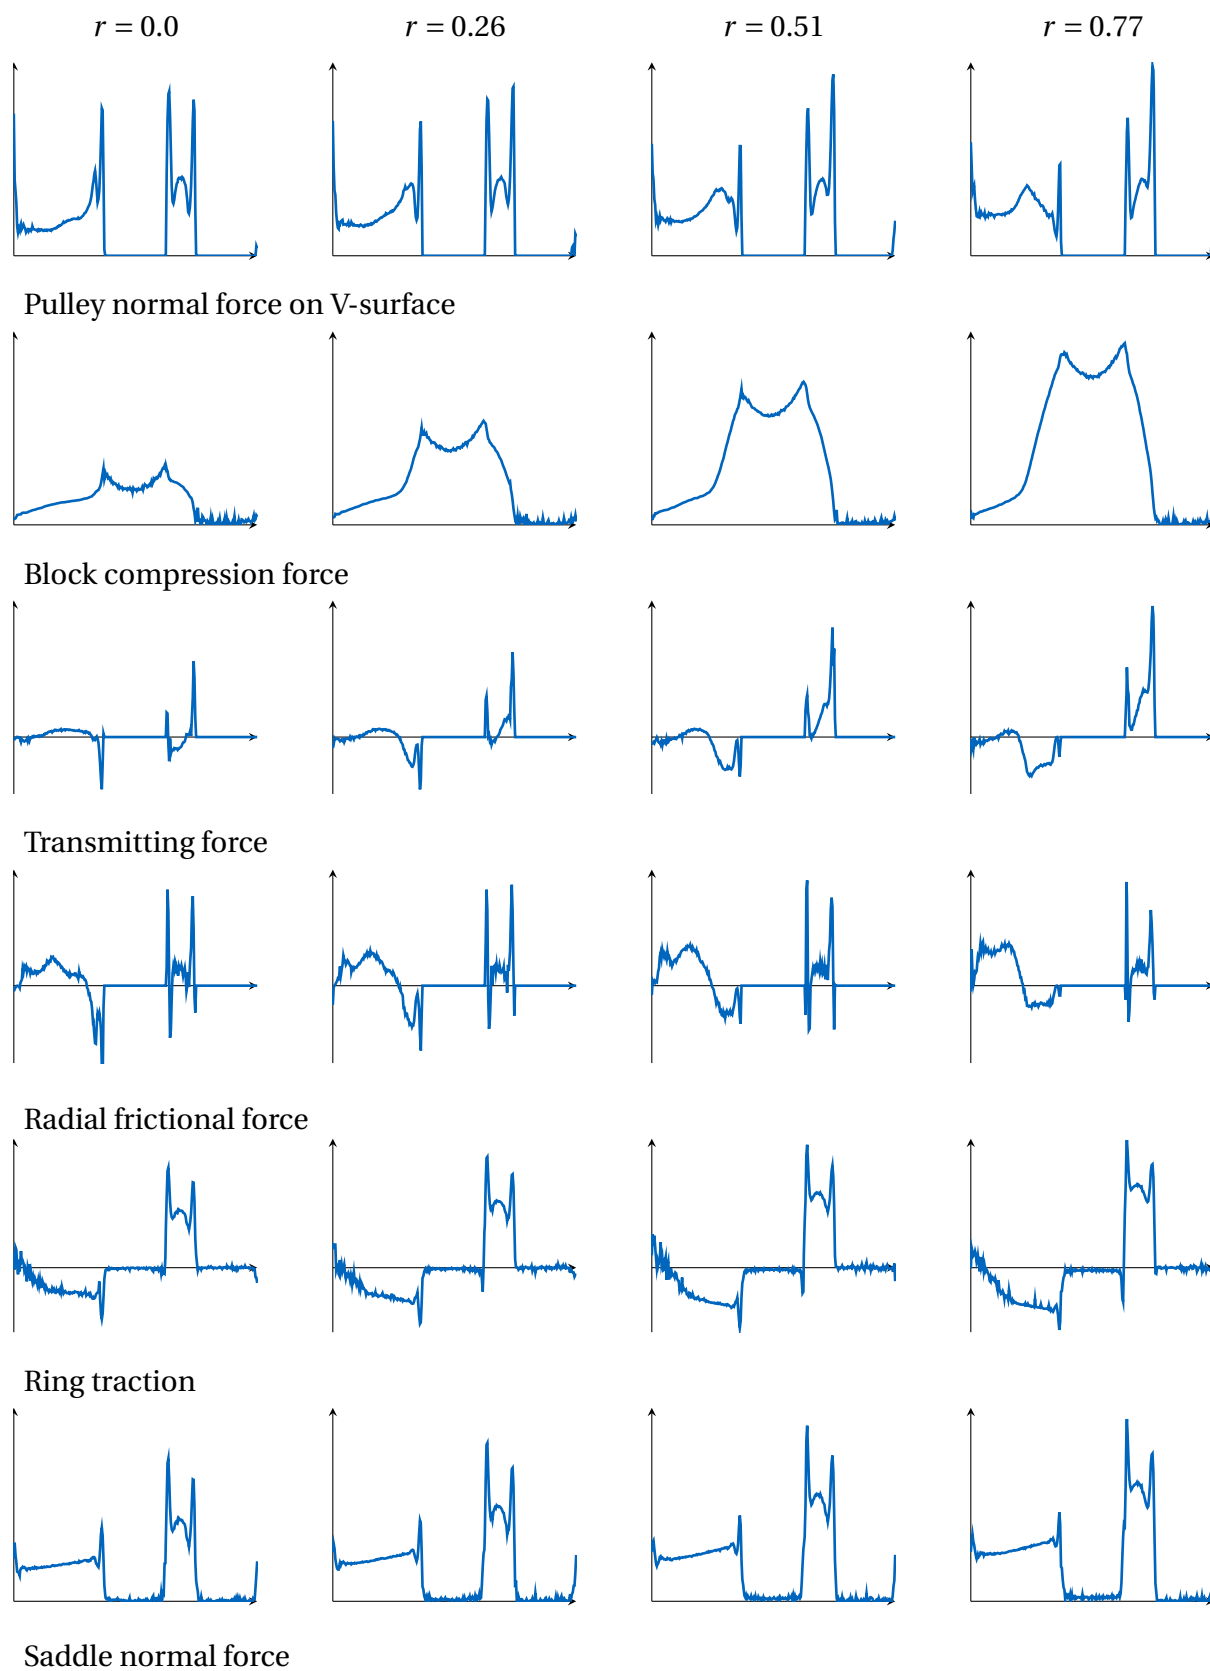 r = 0.0 r = 0.26 r = 0.51 r = 0.77
Pulley normal force on V-surface
Block compression force
Transmitting force
Radial frictional force
Ring traction
Saddle normal force